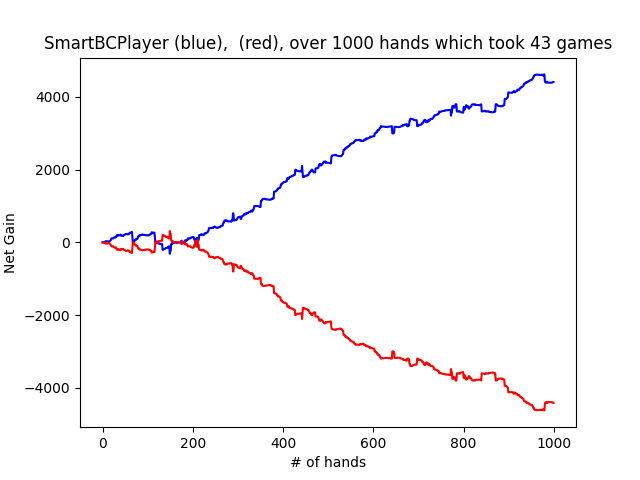 SmartBCPlayer (blue),  (red), over 1000 hands which took 43 games
4000
2000
0
−2000
−4000
Net Gain
0 200 400 600 800 1000
# of hands